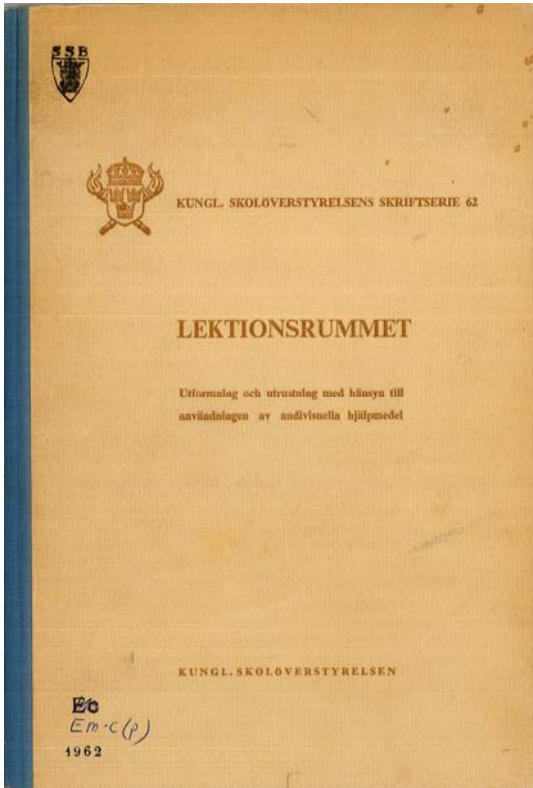 SSB
KUNGL. SKOLÖVERSTYRELSENS SKRIFTSERIE 62
LEKTIONSRUMMET
Utformning och utrustning med hänsyn till
användningen av audivisuella hjälpmedel
KUNGL. SKOLÖVERSTYRELSEN
Ec
Em-c(p)
1962